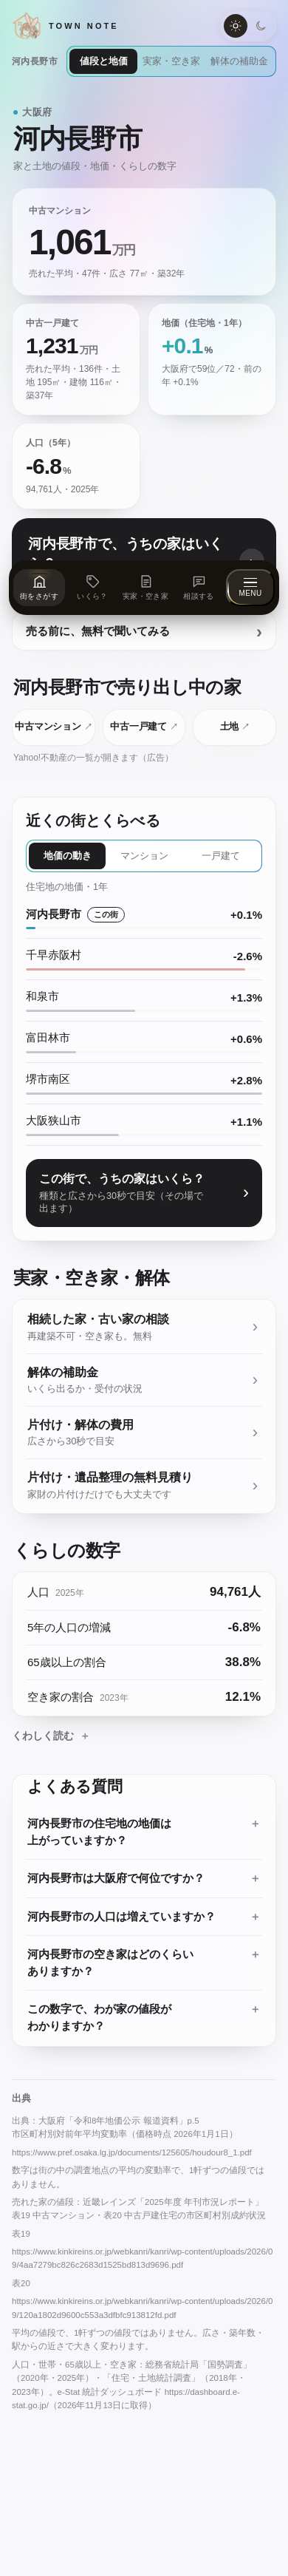 TOWN NOTE
河内長野市
値段と地価
実家・空き家
解体の補助金
大阪府
河内長野市
家と土地の値段・地価・くらしの数字
中古マンション
1,061万円
売れた平均・47件・広さ 77㎡・築32年
中古一戸建て
1,231万円
売れた平均・136件・土
地 195㎡・建物 116㎡・
築37年
地価（住宅地・1年）
+0.1%
大阪府で59位／72・前の
年 +0.1%
人口（5年）
-6.8%
94,761人・2025年
河内長野市で、うちの家はいく
街をさがす
いくら？
実家・空き家
相談する
MENU
売る前に、無料で聞いてみる
›
河内長野市で売り出し中の家
中古マンション ↗
中古一戸建て ↗
土地 ↗
Yahoo!不動産の一覧が開きます（広告）
近くの街とくらべる
地価の動き
マンション
一戸建て
住宅地の地価・1年
河内長野市 この街 +0.1%
千早赤阪村 -2.6%
和泉市 +1.3%
富田林市 +0.6%
堺市南区 +2.8%
大阪狭山市 +1.1%
この街で、うちの家はいくら？
種類と広さから30秒で目安（その場で
出ます）
›
実家・空き家・解体
相続した家・古い家の相談
再建築不可・空き家も。無料
›
解体の補助金
いくら出るか・受付の状況
›
片付け・解体の費用
広さから30秒で目安
›
片付け・遺品整理の無料見積り
家財の片付けだけでも大丈夫です
›
くらしの数字
人口 2025年 94,761人
5年の人口の増減 -6.8%
65歳以上の割合 38.8%
空き家の割合 2023年 12.1%
くわしく読む +
よくある質問
河内長野市の住宅地の地価は
上がっていますか？
+
河内長野市は大阪府で何位ですか？ +
河内長野市の人口は増えていますか？ +
河内長野市の空き家はどのくらい
ありますか？
+
この数字で、わが家の値段が
わかりますか？
+
出典
出典：大阪府「令和8年地価公示 報道資料」p.5
市区町村別対前年平均変動率（価格時点 2026年1月1日）
https://www.pref.osaka.lg.jp/documents/125605/houdour8_1.pdf
数字は街の中の調査地点の平均の変動率で、1軒ずつの値段では
ありません。
売れた家の値段：近畿レインズ「2025年度 年刊市況レポート」
表19 中古マンション・表20 中古戸建住宅の市区町村別成約状況
表19
https://www.kinkireins.or.jp/webkanri/kanri/wp-content/uploads/2026/0
9/4aa7279bc826c2683d1525bd813d9696.pdf
表20
https://www.kinkireins.or.jp/webkanri/kanri/wp-content/uploads/2026/0
9/120a1802d9600c553a3dfbfc913812fd.pdf
平均の値段で、1軒ずつの値段ではありません。広さ・築年数・
駅からの近さで大きく変わります。
人口・世帯・65歳以上・空き家：総務省統計局「国勢調査」
（2020年・2025年）・「住宅・土地統計調査」（2018年・
2023年）。e-Stat 統計ダッシュボード https://dashboard.e-
stat.go.jp/（2026年11月13日に取得）